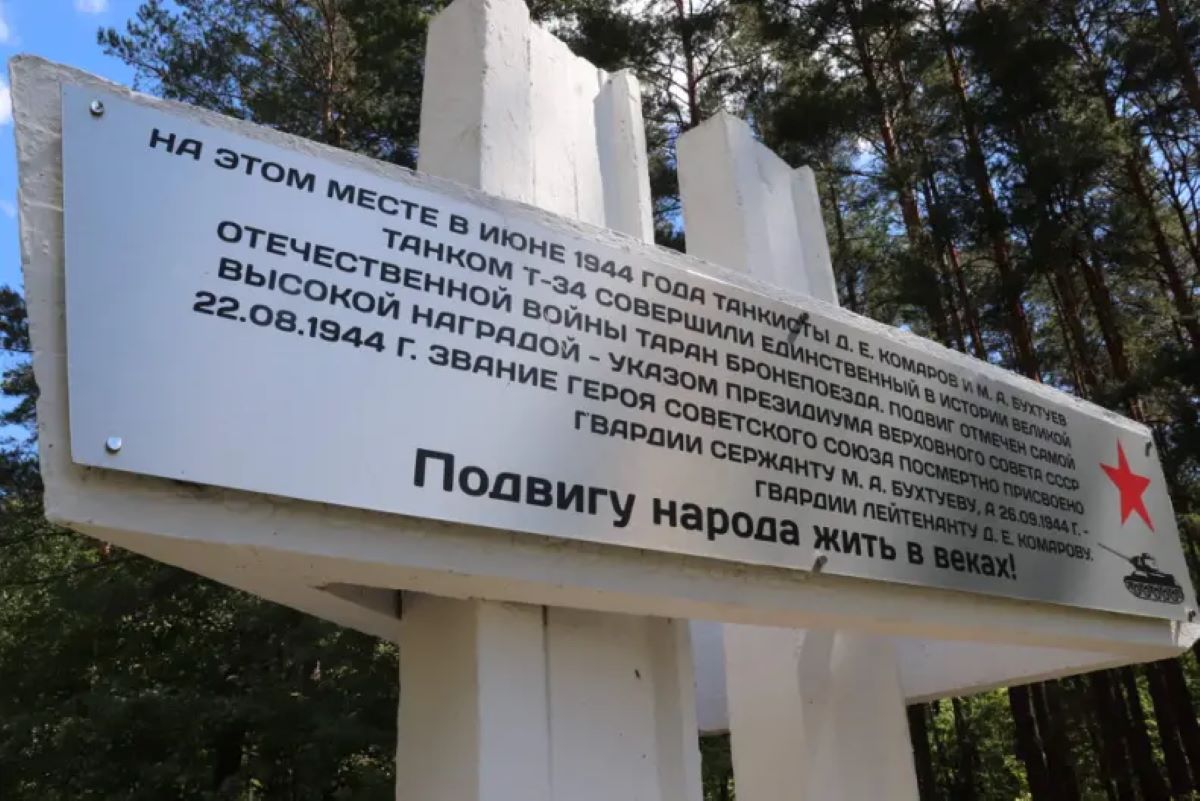 НА ЭТОМ МЕСТЕ В ИЮНЕ 1944 ГОДА ТАНКИСТЫ Д. Е. КОМАРОВ И М. А. БУХТУЕВ
ТАНКОМ Т-34 СОВЕРШИЛИ ЕДИНСТВЕННЫЙ В ИСТОРИИ ВЕЛИКОЙ
ОТЕЧЕСТВЕННОЙ ВОЙНЫ ТАРАН БРОНЕПОЕЗДА. ПОДВИГ ОТМЕЧЕН САМОЙ
ВЫСОКОЙ НАГРАДОЙ - УКАЗОМ ПРЕЗИДИУМА ВЕРХОВНОГО СОВЕТА СССР
22.08.1944 Г. ЗВАНИЕ ГЕРОЯ СОВЕТСКОГО СОЮЗА ПОСМЕРТНО ПРИСВОЕНО
ГВАРДИИ СЕРЖАНТУ М. А. БУХТУЕВУ, А 26.09.1944 Г. -
ГВАРДИИ ЛЕЙТЕНАНТУ Д. Е. КОМАРОВУ.
Подвигу народа жить в веках!